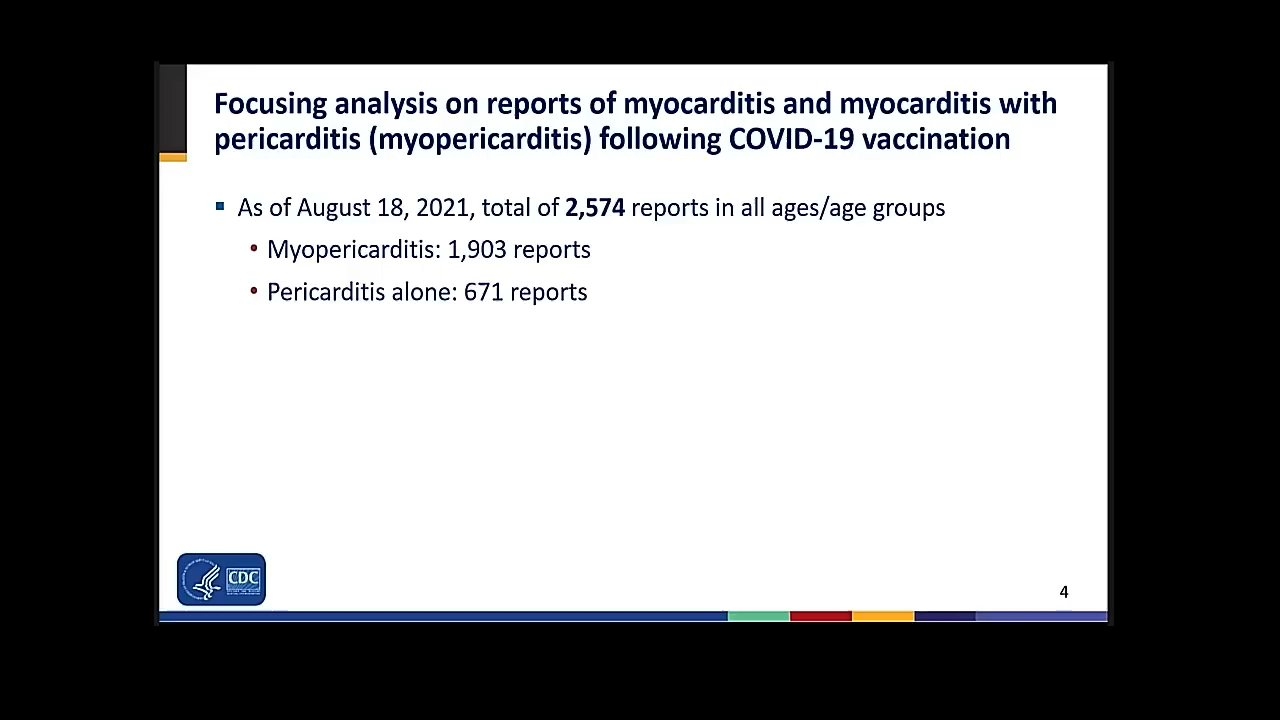 Focusing analysis on reports of myocarditis and myocarditis with
pericarditis (myopericarditis) following COVID-19 vaccination
▪ As of August 18, 2021, total of 2,574 reports in all ages/age groups
• Myopericarditis: 1,903 reports
• Pericarditis alone: 671 reports
CDC
4